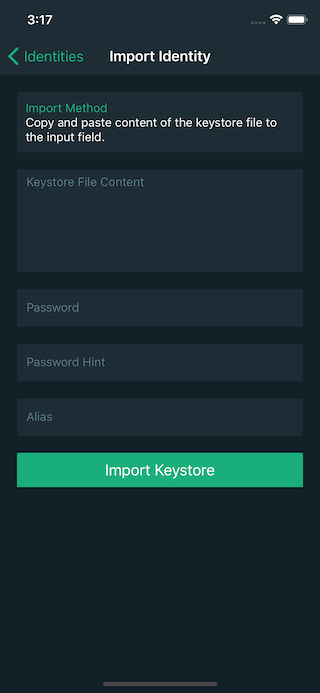 3:17
Identities
Import Identity
Import Method
Copy and paste content of the keystore file to
the input field.
Keystore File Content
Password
Password Hint
Alias
Import Keystore